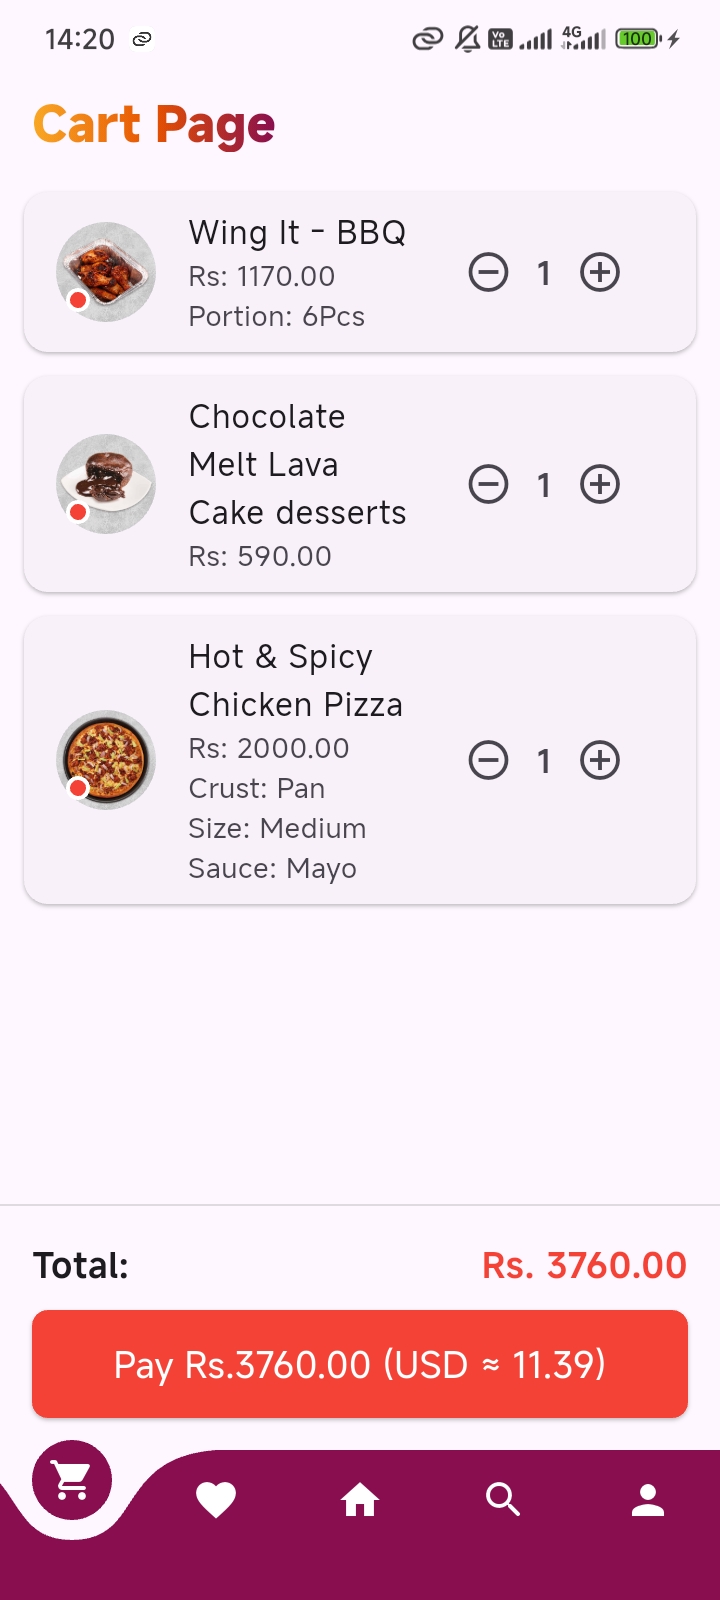 14:20
Vo LTE 4G 100
Cart Page
Wing It - BBQ
Rs: 1170.00
Portion: 6Pcs
1
Chocolate
Melt Lava
Cake desserts
Rs: 590.00
1
Hot & Spicy
Chicken Pizza
Rs: 2000.00
Crust: Pan
Size: Medium
Sauce: Mayo
1
Total: Rs. 3760.00
Pay Rs.3760.00 (USD ≈ 11.39)